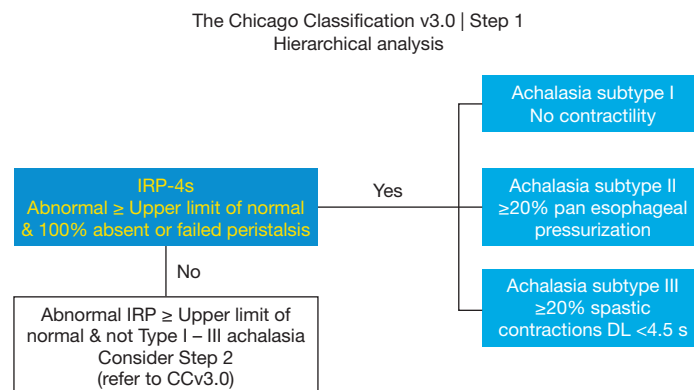 The Chicago Classification v3.0 | Step 1
Hierarchical analysis
Achalasia subtype I
No contractility
IRP-4s
Abnormal ≥ Upper limit of normal
& 100% absent or failed peristalsis
Yes
Achalasia subtype II
≥20% pan esophageal
pressurization
No
Achalasia subtype III
≥20% spastic
contractions DL <4.5 s
Abnormal IRP ≥ Upper limit of
normal & not Type I – III achalasia
Consider Step 2
(refer to CCv3.0)